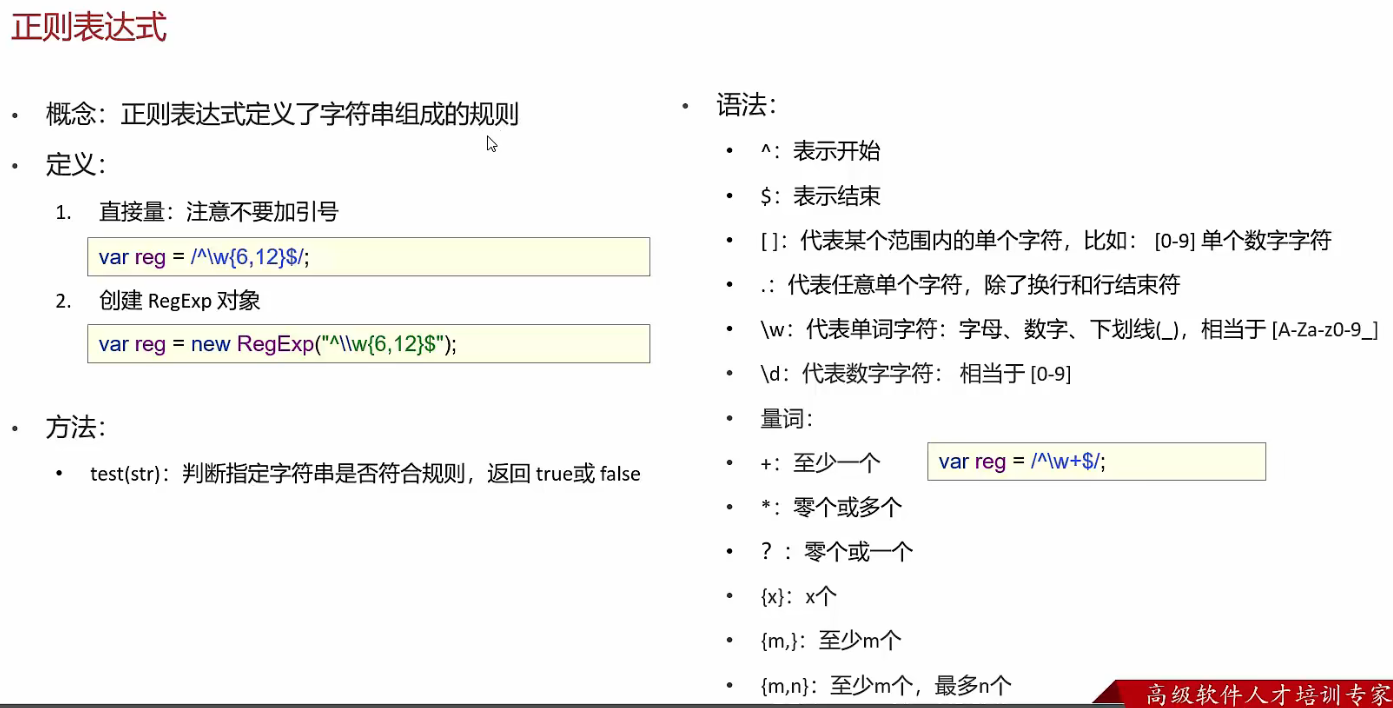 正则表达式
• 概念：正则表达式定义了字符串组成的规则
• 定义：
1. 直接量：注意不要加引号
var reg = /^\w{6,12}$/;
2. 创建 RegExp 对象
var reg = new RegExp("^\\w{6,12}$");
• 方法：
• test(str)：判断指定字符串是否符合规则，返回 true或 false
• 语法：
• ^：表示开始
• $：表示结束
• [ ]：代表某个范围内的单个字符，比如： [0-9] 单个数字字符
• .：代表任意单个字符，除了换行和行结束符
• \w：代表单词字符：字母、数字、下划线(_)，相当于 [A-Za-z0-9_]
• \d：代表数字字符： 相当于 [0-9]
• 量词：
• +：至少一个
var reg = /^\w+$/;
• *：零个或多个
• ？：零个或一个
• {x}：x个
• {m,}：至少m个
• {m,n}：至少m个，最多n个
高级软件人才培训专家